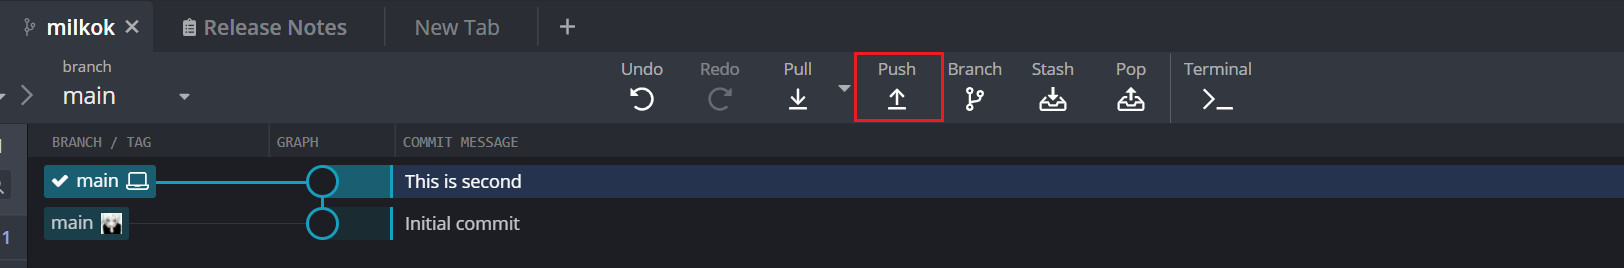 milkok
Release Notes
New Tab
branch
main
Undo
Redo
Pull
Push
Branch
Stash
Pop
Terminal
BRANCH / TAG
GRAPH
COMMIT MESSAGE
main
This is second
main
Initial commit
1